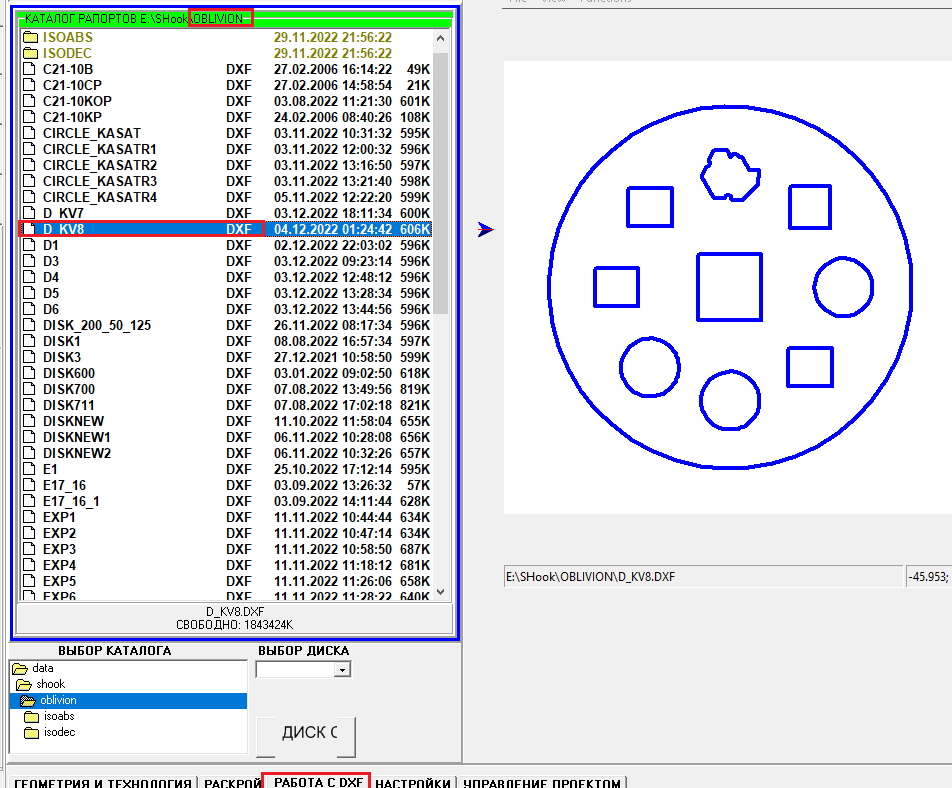 File View Functions
КАТАЛОГ РАПОРТОВ E:\SHook\OBLIVION
ISOABS 29.11.2022 21:56:22
ISODEC 29.11.2022 21:56:22
C21-10B DXF 27.02.2006 16:14:22 49K
C21-10CP DXF 27.02.2006 14:58:54 21K
C21-10KOP DXF 03.08.2022 11:21:30 601K
C21-10KP DXF 24.02.2006 08:40:26 108K
CIRCLE_KASAT DXF 03.11.2022 10:31:32 595K
CIRCLE_KASATR1 DXF 03.11.2022 12:00:32 596K
CIRCLE_KASATR2 DXF 03.11.2022 13:16:50 597K
CIRCLE_KASATR3 DXF 03.11.2022 13:21:40 598K
CIRCLE_KASATR4 DXF 05.11.2022 12:22:20 599K
D_KV7 DXF 03.12.2022 18:11:34 600K
D_KV8 DXF 04.12.2022 01:24:42 606K
D1 DXF 02.12.2022 22:03:02 596K
D3 DXF 03.12.2022 09:23:14 596K
D4 DXF 03.12.2022 12:48:12 596K
D5 DXF 03.12.2022 13:28:34 596K
D6 DXF 03.12.2022 13:44:56 596K
DISK_200_50_125 DXF 26.11.2022 08:17:34 596K
DISK1 DXF 08.08.2022 16:57:34 597K
DISK3 DXF 27.12.2021 10:58:50 599K
DISK600 DXF 03.01.2022 09:02:50 618K
DISK700 DXF 07.08.2022 13:49:56 819K
DISK711 DXF 07.08.2022 17:02:18 821K
DISKNEW DXF 11.10.2022 11:58:04 655K
DISKNEW1 DXF 06.11.2022 10:28:08 656K
DISKNEW2 DXF 06.11.2022 10:32:26 657K
E1 DXF 25.10.2022 17:12:14 595K
E17_16 DXF 03.09.2022 13:26:32 57K
E17_16_1 DXF 03.09.2022 14:11:44 628K
EXP1 DXF 11.11.2022 10:44:44 634K
EXP2 DXF 11.11.2022 10:47:14 634K
EXP3 DXF 11.11.2022 10:58:50 687K
EXP4 DXF 11.11.2022 11:18:12 681K
EXP5 DXF 11.11.2022 11:26:06 658K
EXP6 DXF 11.11.2022 11:28:22 640K
D_KV8.DXF
СВОБОДНО: 1843424K
E:\SHook\OBLIVION\D_KV8.DXF
-45.953;
ВЫБОР КАТАЛОГА
ВЫБОР ДИСКА
data
shook
oblivion
isoabs
isodec
ДИСК С
ГЕОМЕТРИЯ И ТЕХНОЛОГИЯ РАСКРОЙ РАБОТА С DXF НАСТРОЙКИ УПРАВЛЕНИЕ ПРОЕКТОМ